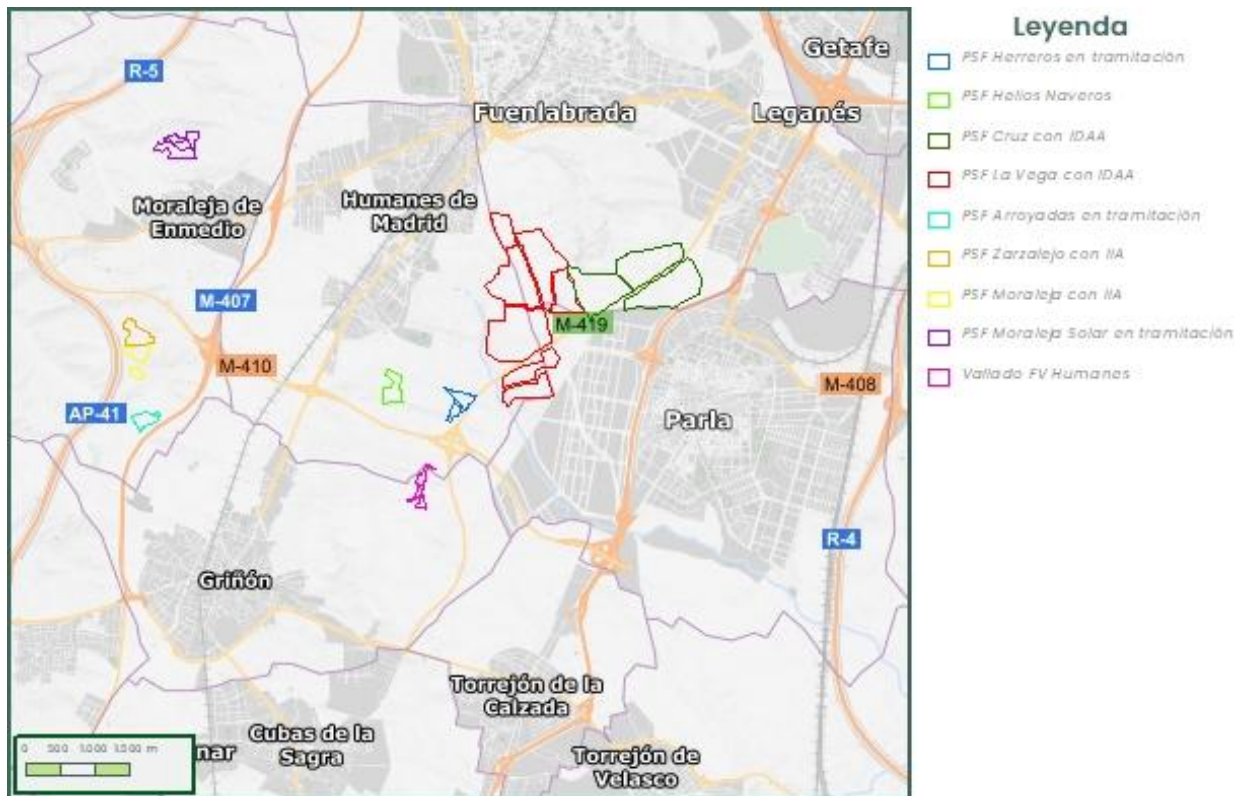 Getafe
R-5
Fuenlabrada
Leganés
Moraleja de
Enmedio
Humanes de
Madrid
M-407
M-419
M-410
M-408
AP-41
Parla
R-4
Griñón
Torrejón de la
Calzada
Cubas de la
Sagra
nar
Torrejón de
Velasco
0 500 1.000 1.500 m
Leyenda
PSF Herreros en tramitación
PSF Helios Naveros
PSF Cruz con IDAA
PSF La Vega con IDAA
PSF Arroyadas en tramitación
PSF Zarzalejo con IIA
PSF Moraleja con IIA
PSF Moraleja Solar en tramitación
Vallado FV Humanes